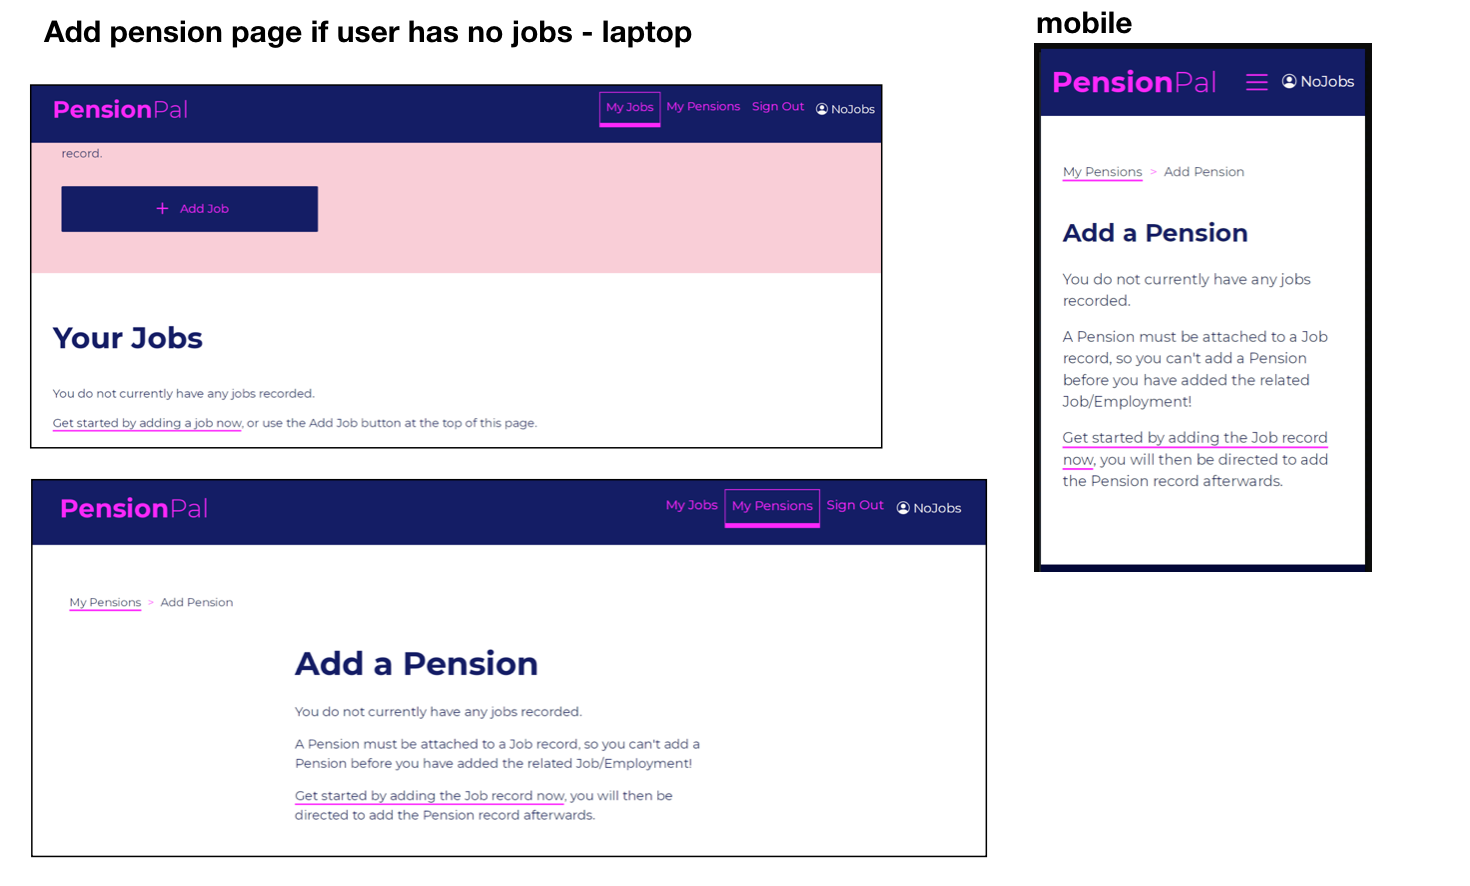 Add pension page if user has no jobs - laptop
PensionPal
My Jobs My Pensions Sign Out NoJobs
record.
+ Add Job
Your Jobs
You do not currently have any jobs recorded.
Get started by adding a job now, or use the Add Job button at the top of this page.
PensionPal
My Jobs My Pensions Sign Out NoJobs
My Pensions > Add Pension
Add a Pension
You do not currently have any jobs recorded.
A Pension must be attached to a Job record, so you can't add a
Pension before you have added the related Job/Employment!
Get started by adding the Job record now, you will then be
directed to add the Pension record afterwards.
mobile
PensionPal
NoJobs
My Pensions > Add Pension
Add a Pension
You do not currently have any jobs
recorded.
A Pension must be attached to a Job
record, so you can't add a Pension
before you have added the related
Job/Employment!
Get started by adding the Job record
now, you will then be directed to add
the Pension record afterwards.